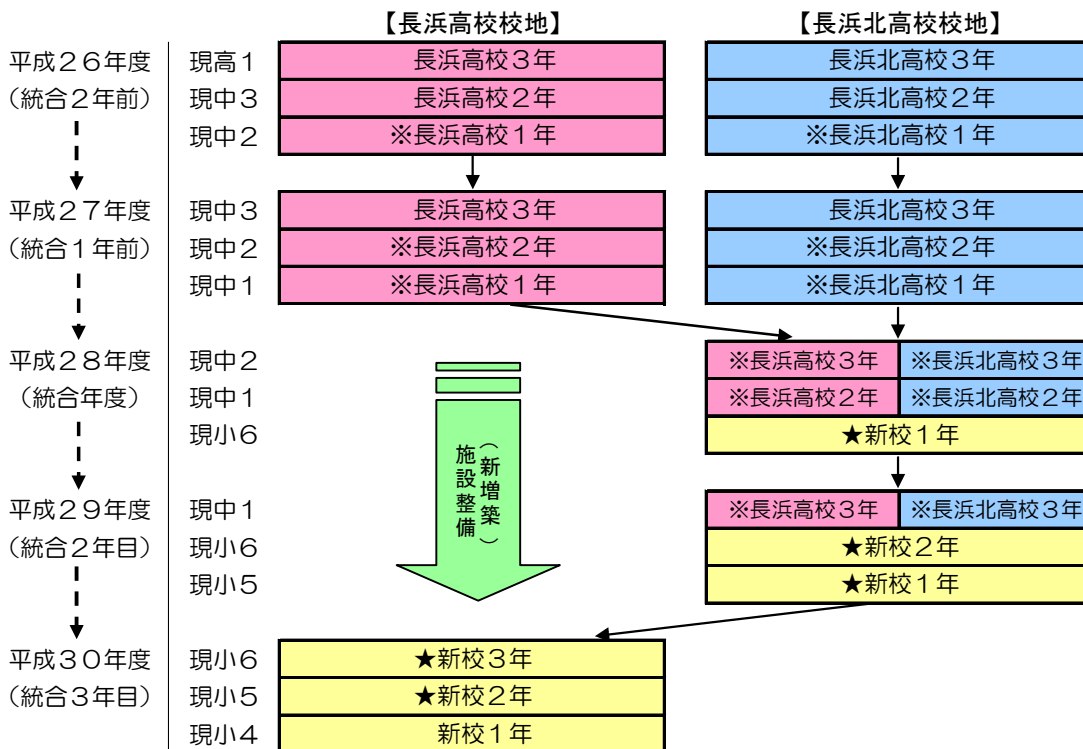 【長浜高校校地】 【長浜北高校校地】
平成２６年度 現高１ 長浜高校３年 長浜北高校３年
（統合２年前） 現中３ 長浜高校２年 長浜北高校２年
現中２ ※長浜高校１年 ※長浜北高校１年
平成２７年度 現中３ 長浜高校３年 長浜北高校３年
（統合１年前） 現中２ ※長浜高校２年 ※長浜北高校２年
現中１ ※長浜高校１年 ※長浜北高校１年
平成２８年度 現中２ ※長浜高校３年 ※長浜北高校３年
（統合年度） 現中１ ※長浜高校２年 ※長浜北高校２年
現小６ ★新校１年
（新増築）
施設整備
平成２９年度 現中１ ※長浜高校３年 ※長浜北高校３年
（統合２年目） 現小６ ★新校２年
現小５ ★新校１年
平成３０年度 現小６ ★新校３年
（統合３年目） 現小５ ★新校２年
現小４ 新校１年